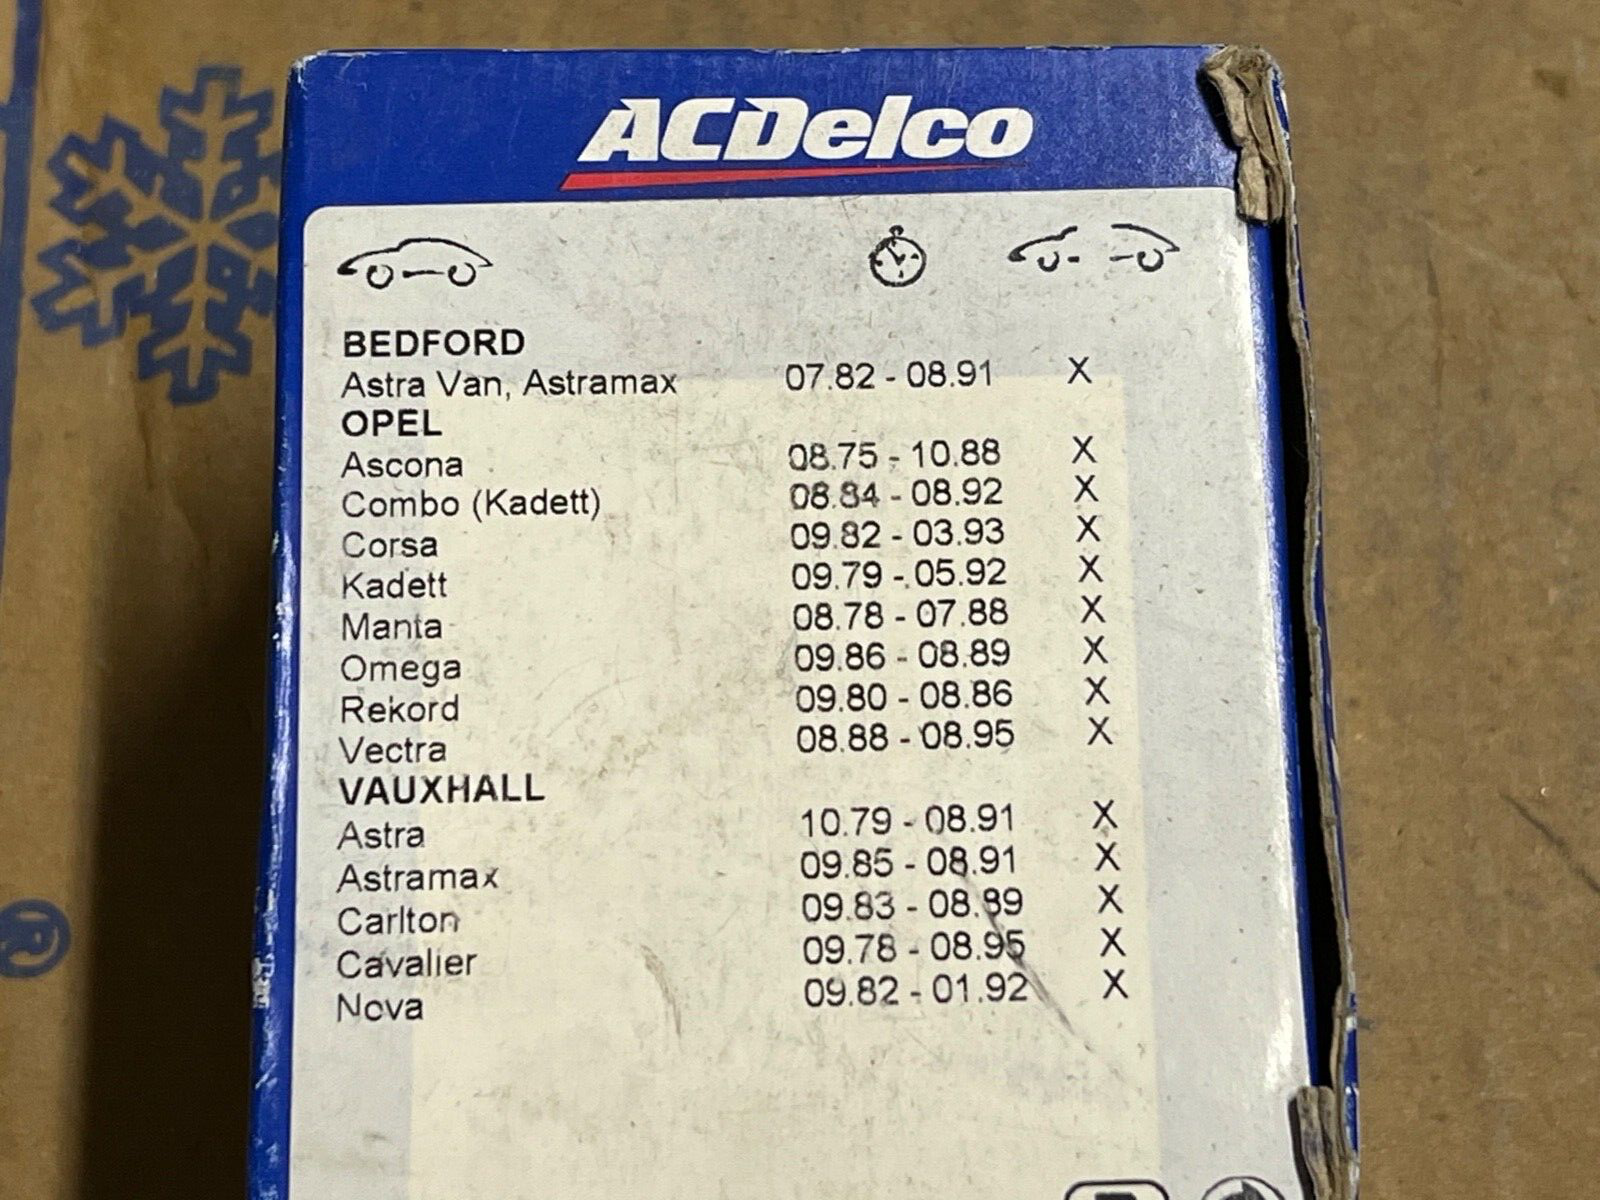 ACDelco
BEDFORD
Astra Van, Astramax 07.82 - 08.91 X
OPEL
Ascona 08.75 - 10.88 X
Combo (Kadett) 08.84 - 08.92 X
Corsa 09.82 - 03.93 X
Kadett 09.79 - 05.92 X
Manta 08.78 - 07.88 X
Omega 09.86 - 08.89 X
Rekord 09.80 - 08.86 X
Vectra 08.88 - 08.95 X
VAUXHALL
Astra 10.79 - 08.91 X
Astramax 09.85 - 08.91 X
Carlton 09.83 - 08.89 X
Cavalier 09.78 - 08.95 X
Nova 09.82 - 01.92 X
®